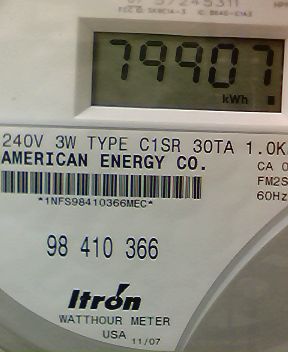 79907
kWh
240V 3W TYPE C1SR 30TA 1.0K
AMERICAN ENERGY CO.
CA 0
*1NFS98410366MEC*
FM2S
60Hz
98 410 366
Itron
WATTHOUR METER
USA 11/07